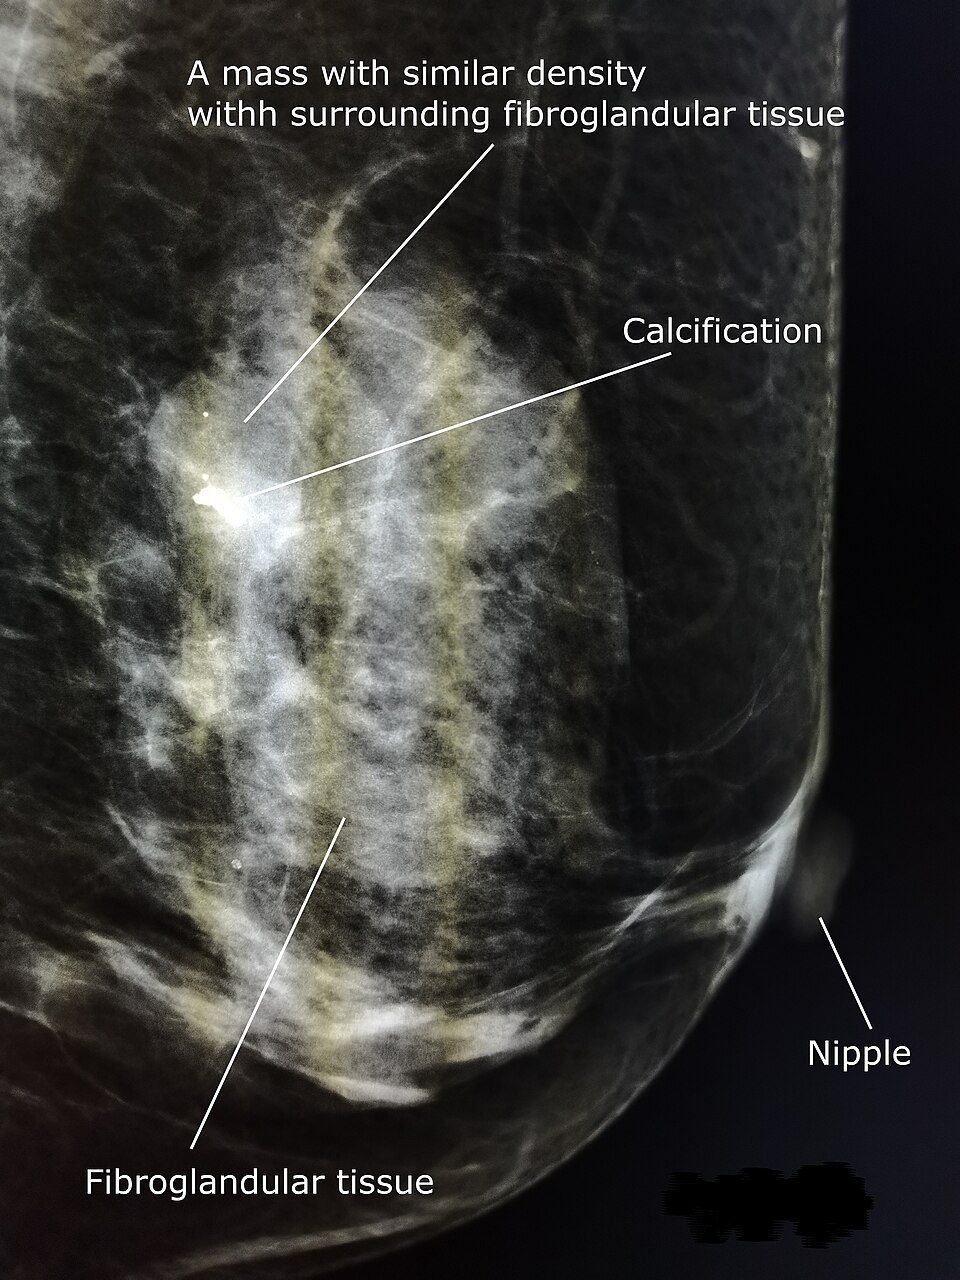 A mass with similar density
withh surrounding fibroglandular tissue
Calcification
Nipple
Fibroglandular tissue